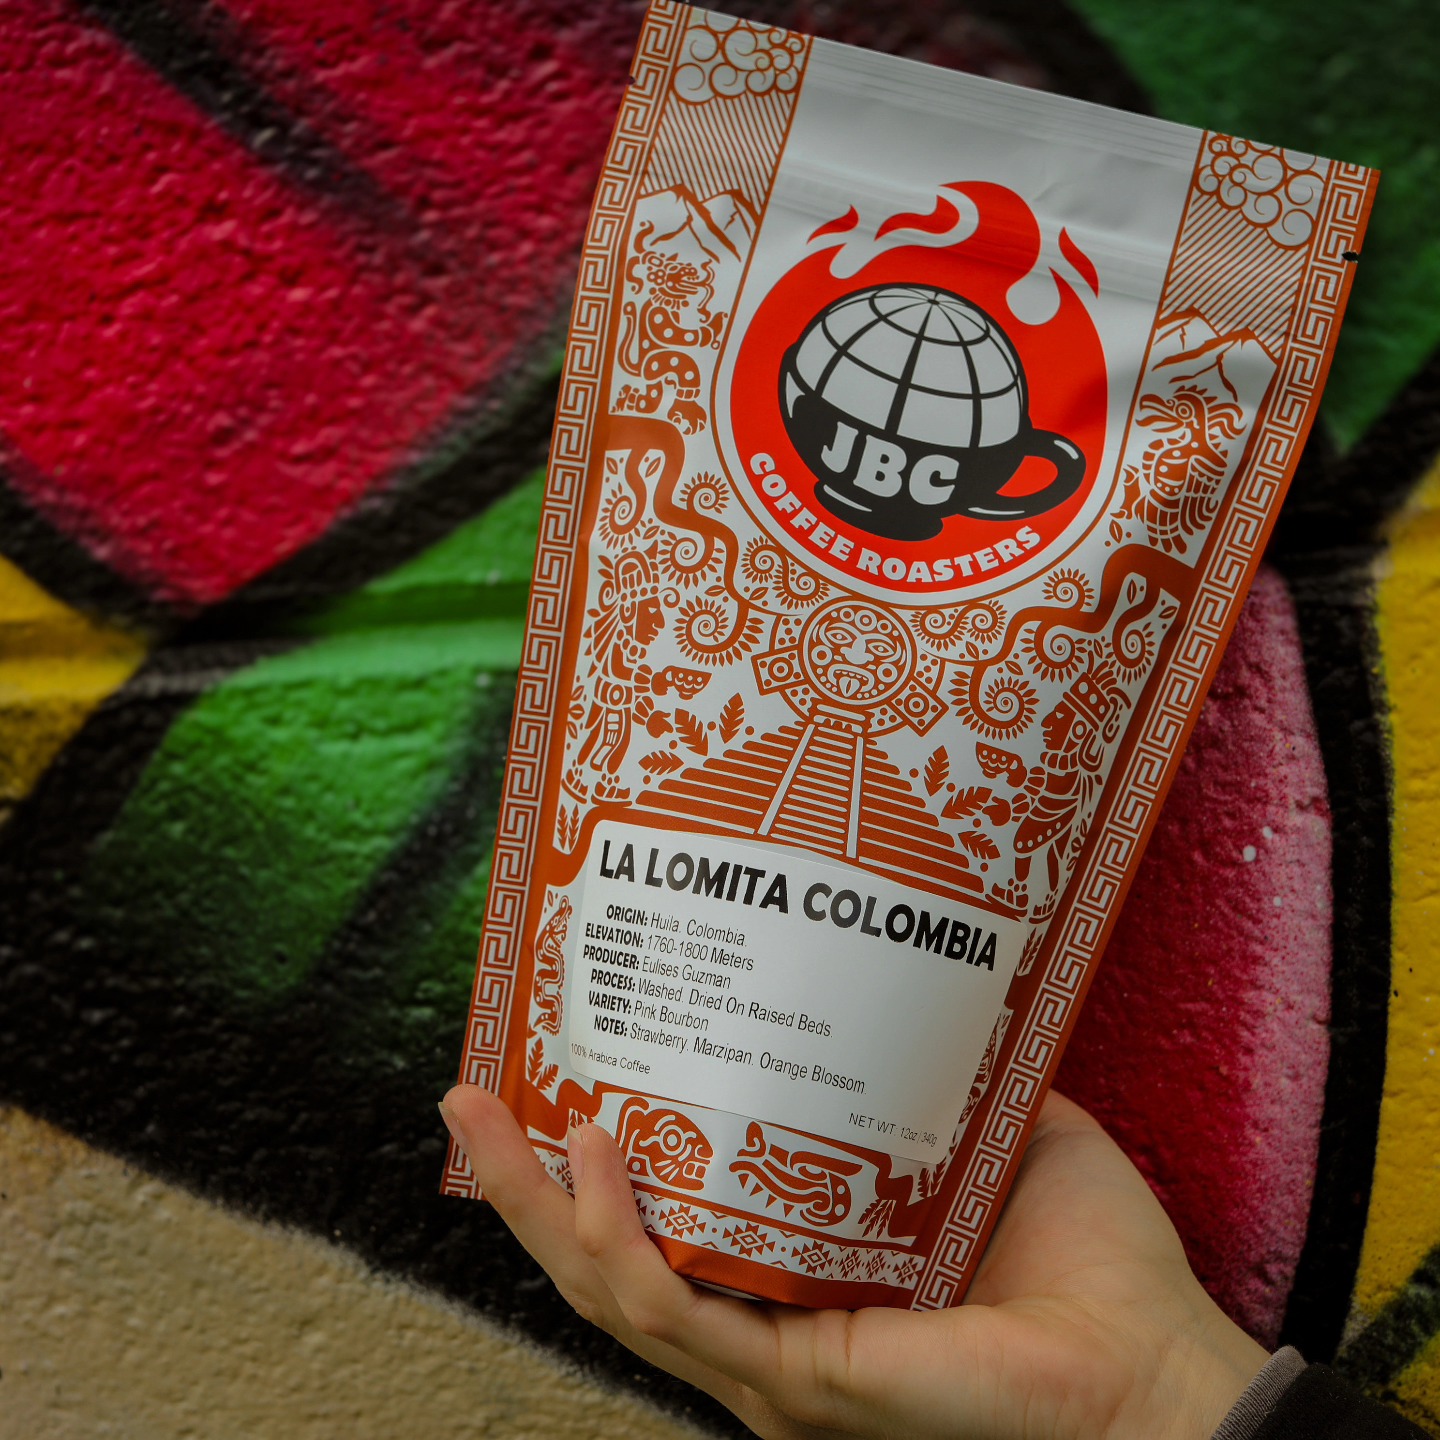 JBC
COFFEE ROASTERS
LA LOMITA COLOMBIA
ORIGIN: Huila, Colombia.
ELEVATION: 1760-1800 Meters
PRODUCER: Eulises Guzman
PROCESS: Washed. Dried On Raised Beds.
VARIETY: Pink Bourbon
NOTES: Strawberry. Marzipan. Orange Blossom.
100% Arabica Coffee
NET WT: 12oz | 340g